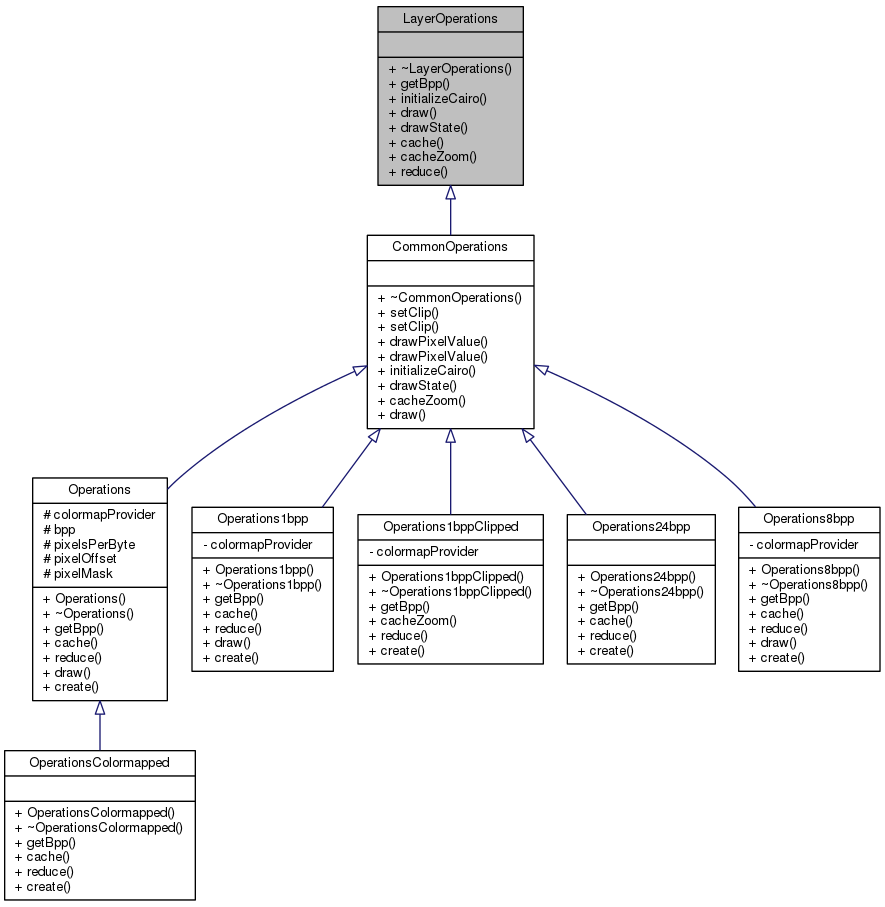 LayerOperations
+ ~LayerOperations()
+ getBpp()
+ initializeCairo()
+ draw()
+ drawState()
+ cache()
+ cacheZoom()
+ reduce()
CommonOperations
+ ~CommonOperations()
+ setClip()
+ setClip()
+ drawPixelValue()
+ drawPixelValue()
+ initializeCairo()
+ drawState()
+ cacheZoom()
+ draw()
Operations
# colormapProvider
# bpp
# pixelsPerByte
# pixelOffset
# pixelMask
+ Operations()
+ ~Operations()
+ getBpp()
+ cache()
+ reduce()
+ draw()
+ create()
Operations1bpp
- colormapProvider
+ Operations1bpp()
+ ~Operations1bpp()
+ getBpp()
+ cache()
+ reduce()
+ draw()
+ create()
Operations1bppClipped
- colormapProvider
+ Operations1bppClipped()
+ ~Operations1bppClipped()
+ getBpp()
+ cacheZoom()
+ reduce()
+ create()
Operations24bpp
+ Operations24bpp()
+ ~Operations24bpp()
+ getBpp()
+ cache()
+ reduce()
+ create()
Operations8bpp
- colormapProvider
+ Operations8bpp()
+ ~Operations8bpp()
+ getBpp()
+ cache()
+ reduce()
+ draw()
+ create()
OperationsColormapped
+ OperationsColormapped()
+ ~OperationsColormapped()
+ getBpp()
+ cache()
+ reduce()
+ create()